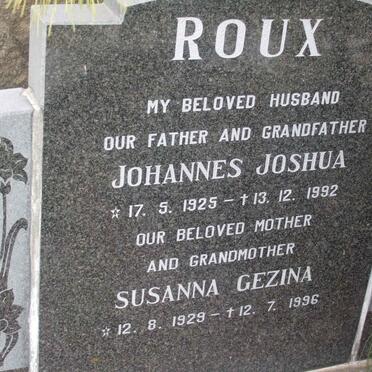 ROUX
MY BELOVED HUSBAND
OUR FATHER AND GRANDFATHER
JOHANNES JOSHUA
☆ 17. 5. 1925 - † 13. 12. 1992
OUR BELOVED MOTHER
AND GRANDMOTHER
SUSANNA GEZINA
☆ 12. 8. 1929 - † 12. 7. 1996